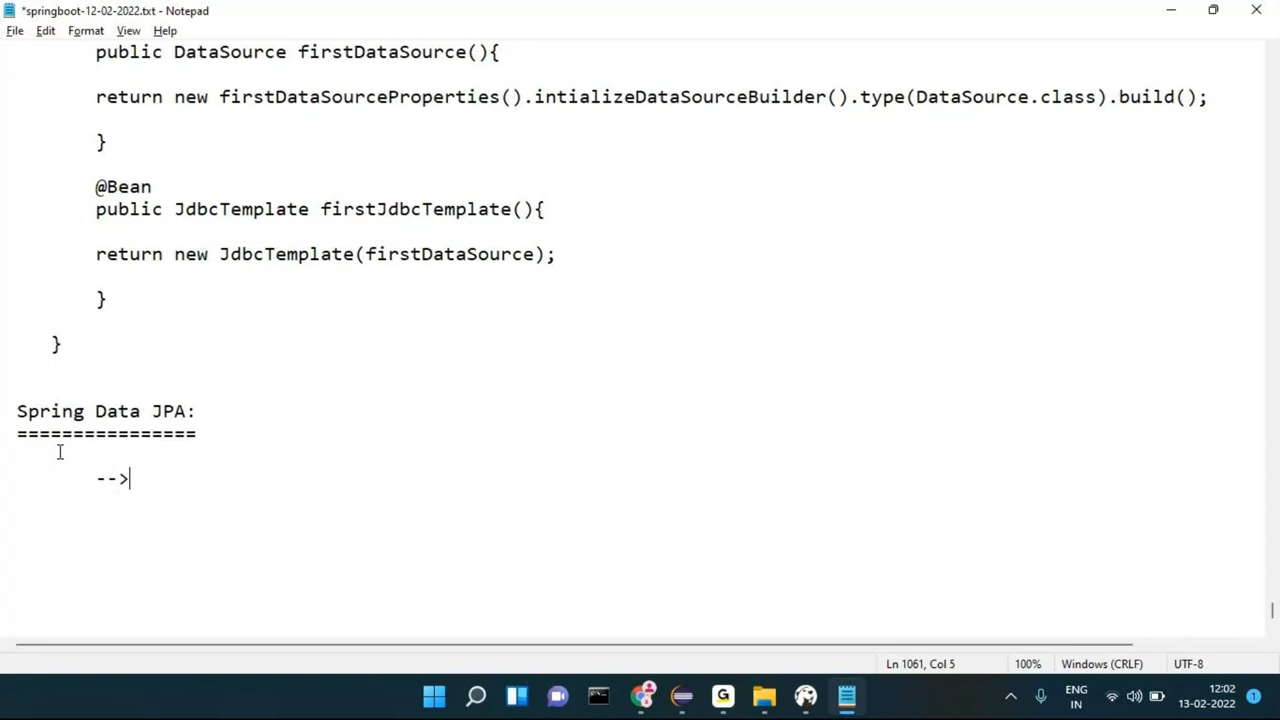 *springboot-12-02-2022.txt - Notepad
File Edit Format View Help
public DataSource firstDataSource(){
return new firstDataSourceProperties().intializeDataSourceBuilder().type(DataSource.class).build();
}
@Bean
public JdbcTemplate firstJdbcTemplate(){
return new JdbcTemplate(firstDataSource);
}
}
Spring Data JPA:
================
-->
Ln 1061, Col 5 100% Windows (CRLF) UTF-8
G
ENG
IN
12:02
13-02-2022
1